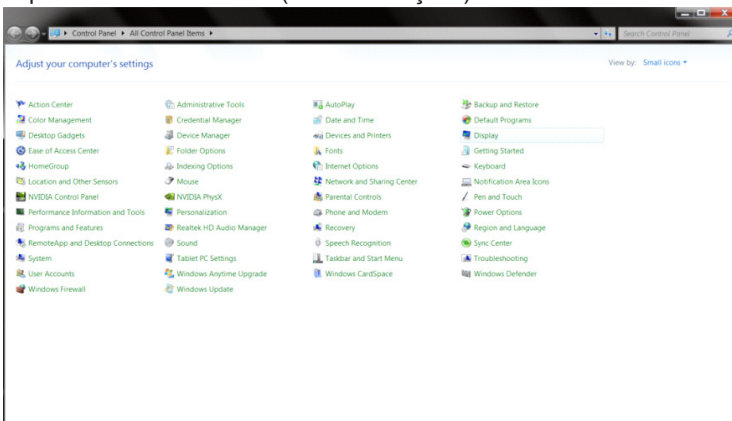 Control Panel ▸ All Control Panel Items ▸ Search Control Panel
Adjust your computer's settings View by: Small icons
Action Center Administrative Tools AutoPlay Backup and Restore
Color Management Credential Manager Date and Time Default Programs
Desktop Gadgets Device Manager Devices and Printers Display
Ease of Access Center Folder Options Fonts Getting Started
HomeGroup Indexing Options Internet Options Keyboard
Location and Other Sensors Mouse Network and Sharing Center Notification Area Icons
NVIDIA Control Panel NVIDIA PhysX Parental Controls Pen and Touch
Performance Information and Tools Personalization Phone and Modem Power Options
Programs and Features Realtek HD Audio Manager Recovery Region and Language
RemoteApp and Desktop Connections Sound Speech Recognition Sync Center
System Tablet PC Settings Taskbar and Start Menu Troubleshooting
User Accounts Windows Anytime Upgrade Windows CardSpace Windows Defender
Windows Firewall Windows Update